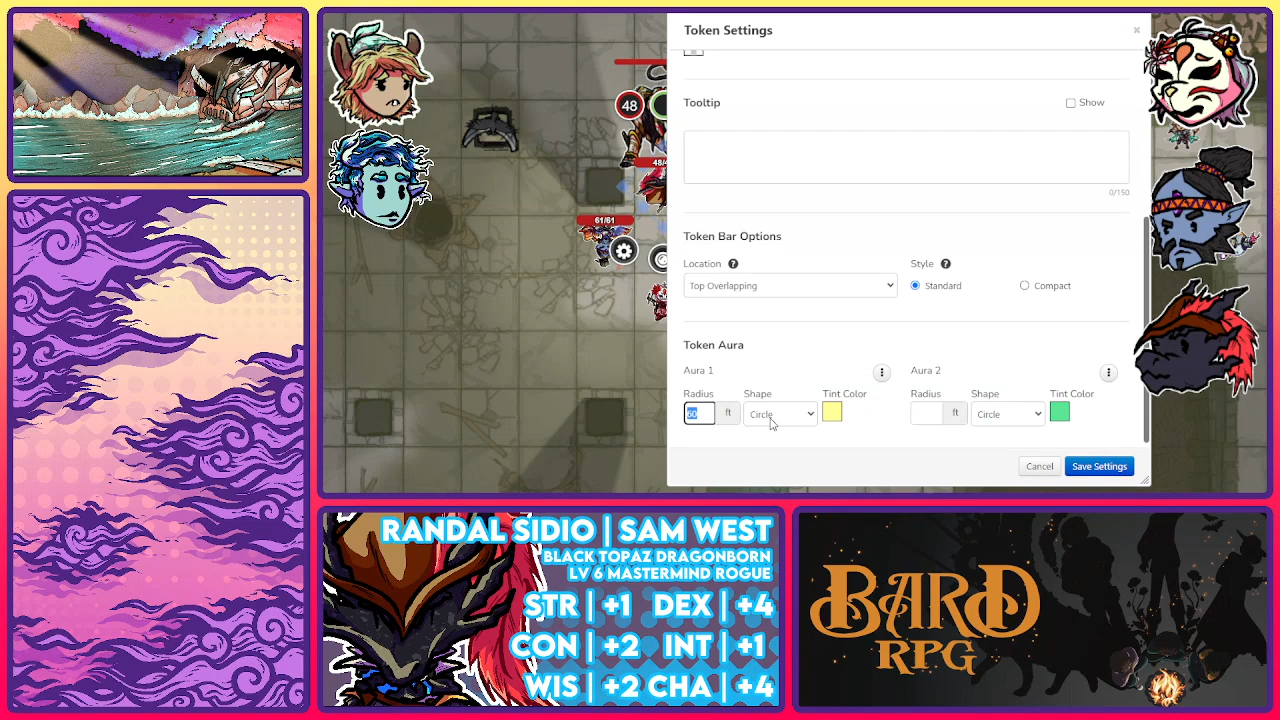 Token Settings
×
Tooltip
Show
0/150
Token Bar Options
Location ?
Style ?
Top Overlapping
Standard
Compact
Token Aura
Aura 1
Aura 2
Radius Shape Tint Color
Radius Shape Tint Color
60 ft Circle
ft Circle
Cancel
Save Settings
48
61/61
RANDAL SIDIO | SAM WEST
BLACK TOPAZ DRAGONBORN
LV 6 MASTERMIND ROGUE
STR | +1 DEX | +4
CON | +2 INT | +1
WIS | +2 CHA | +4
BARD
RPG